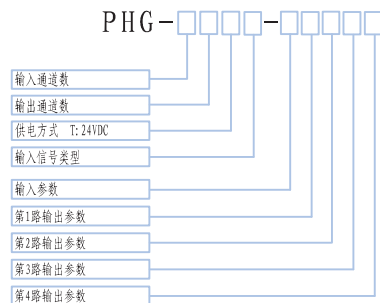 PHG-□□□□-□□□□□
输入通道数
输出通道数
供电方式 T:24VDC
输入信号类型
输入参数
第1路输出参数
第2路输出参数
第3路输出参数
第4路输出参数